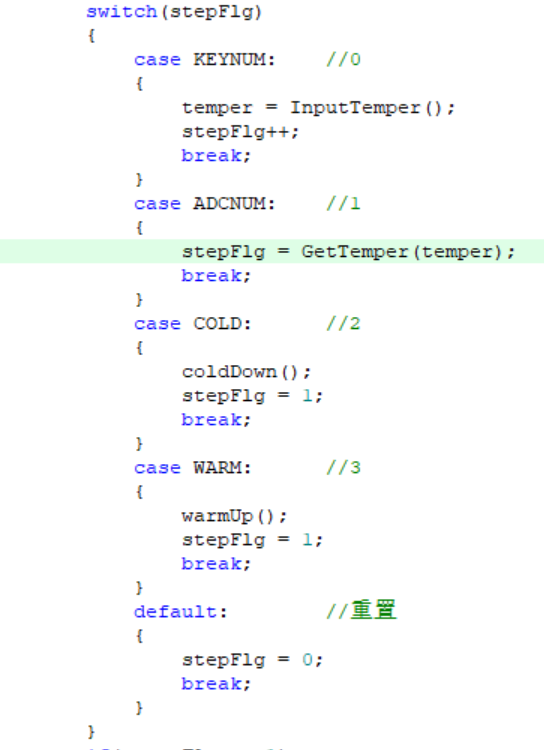 switch(stepFlg)
{
case KEYNUM: //0
{
temper = InputTemper();
stepFlg++;
break;
}
case ADCNUM: //1
{
stepFlg = GetTemper(temper);
break;
}
case COLD: //2
{
coldDown();
stepFlg = 1;
break;
}
case WARM: //3
{
warmUp();
stepFlg = 1;
break;
}
default: //重置
{
stepFlg = 0;
break;
}
}